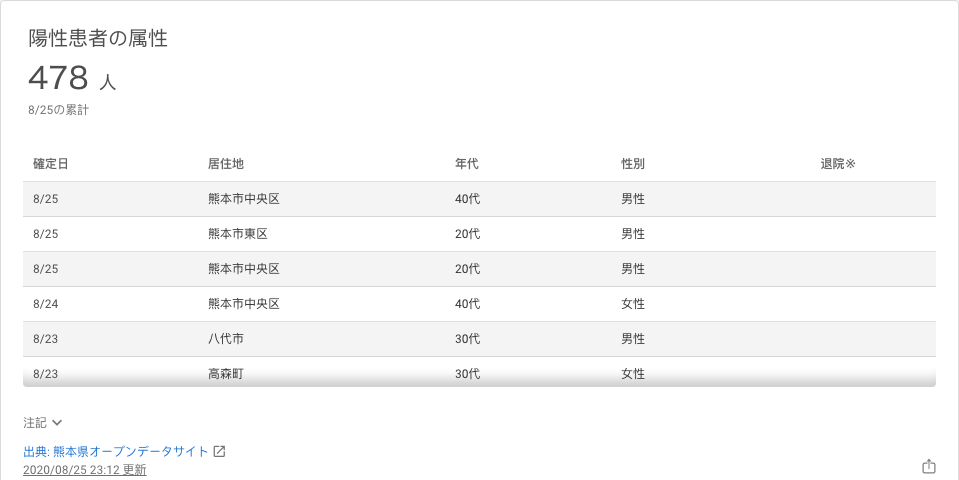 陽性患者の属性
478 人
8/25の累計
確定日 居住地 年代 性別 退院※
8/25 熊本市中央区 40代 男性
8/25 熊本市東区 20代 男性
8/25 熊本市中央区 20代 男性
8/24 熊本市中央区 40代 女性
8/23 八代市 30代 男性
8/23 高森町 30代 女性
注記
出典: 熊本県オープンデータサイト
2020/08/25 23:12 更新